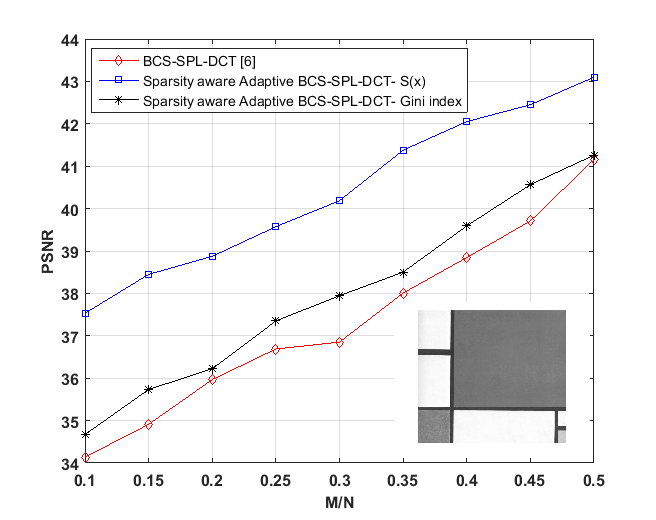 44
43
42
41
40
39
38
37
36
35
34
PSNR
BCS-SPL-DCT [6]
Sparsity aware Adaptive BCS-SPL-DCT- S(x)
Sparsity aware Adaptive BCS-SPL-DCT- Gini index
0.1 0.15 0.2 0.25 0.3 0.35 0.4 0.45 0.5
M/N